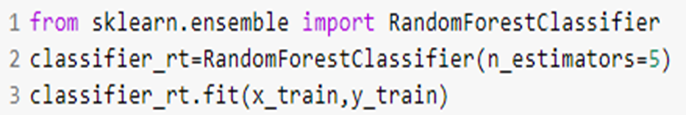 1 from sklearn.ensemble import RandomForestClassifier
2 classifier_rt=RandomForestClassifier(n_estimators=5)
3 classifier_rt.fit(x_train,y_train)